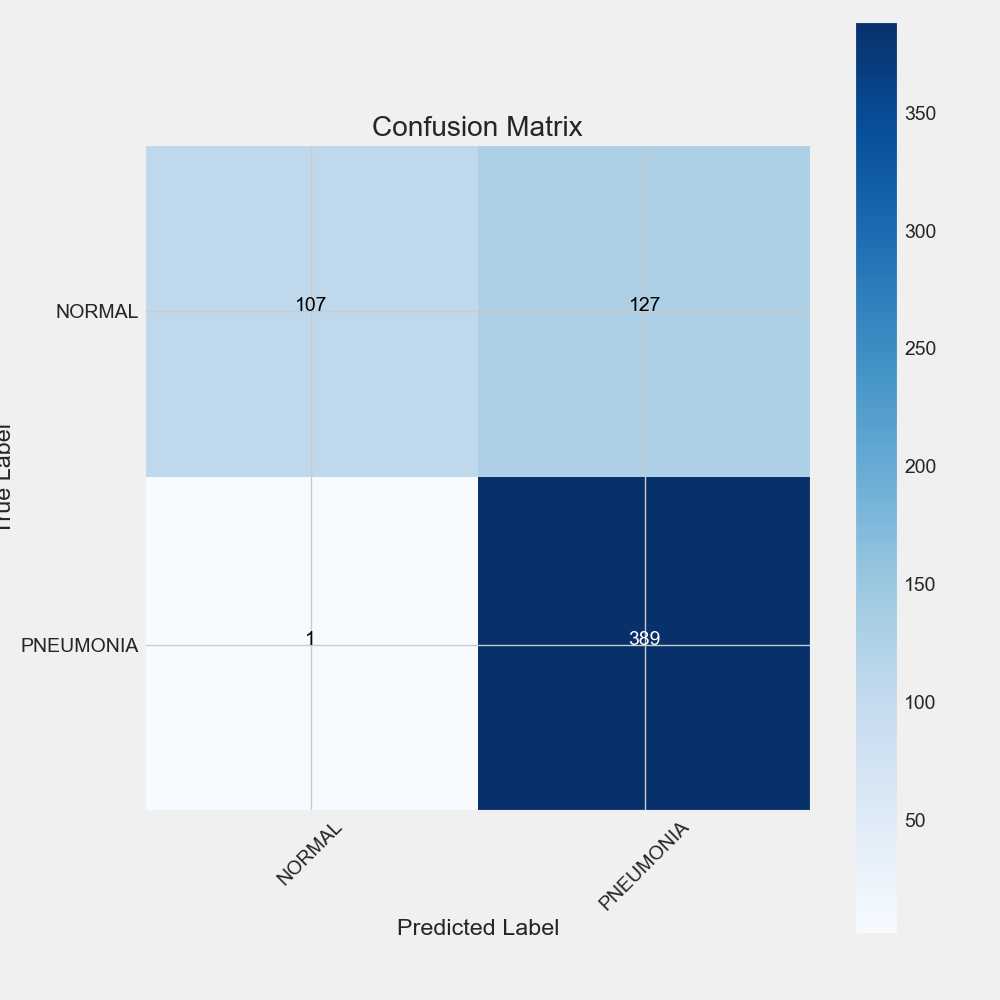 Confusion Matrix
NORMAL
107
127
PNEUMONIA
1
389
True Label
NORMAL
PNEUMONIA
Predicted Label
350
300
250
200
150
100
50